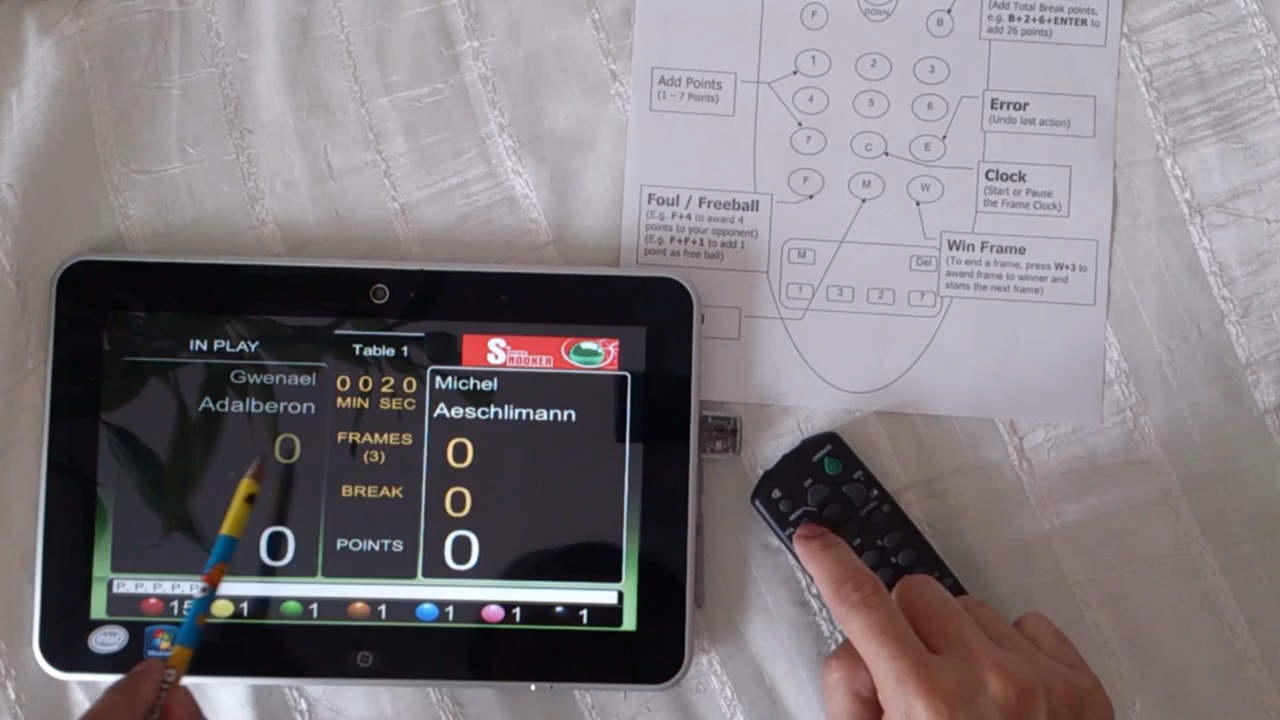 (Add Total Break points,
e.g. B+2+6+ENTER to
add 26 points)
DOWN
F
B
1
2
3
Add Points
(1 – 7 Points)
4
5
6
Error
(Undo last action)
7
C
E
Clock
(Start or Pause
the Frame Clock)
F
M
W
Foul / Freeball
(E.g. F+4 to award 4
points to your opponent)
(E.g. F+F+1 to add 1
point as free ball)
Win Frame
(To end a frame, press W+3 to
award frame to winner and
starts the next frame)
M
Del
1
3
2
7
IN PLAY
Table 1
SNOOKER
Gwenael
Adalberon
0020
MIN SEC
Michel
Aeschlimann
0
FRAMES
(3)
0
BREAK
0
0
POINTS
0
P. P. P. P. P
15
1
1
1
1
1
1
intel